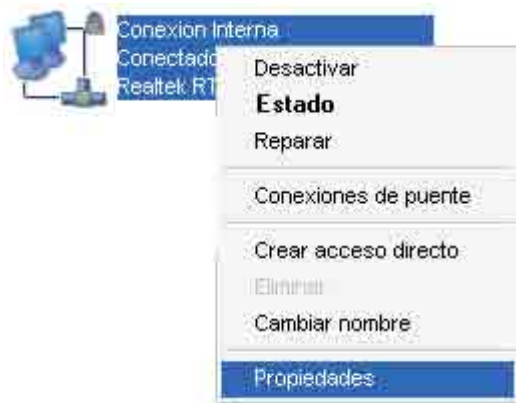 Conexion Interna
Conectado
Realtek RT
Desactivar
Estado
Reparar
Conexiones de puente
Crear acceso directo
Eliminar
Cambiar nombre
Propiedades